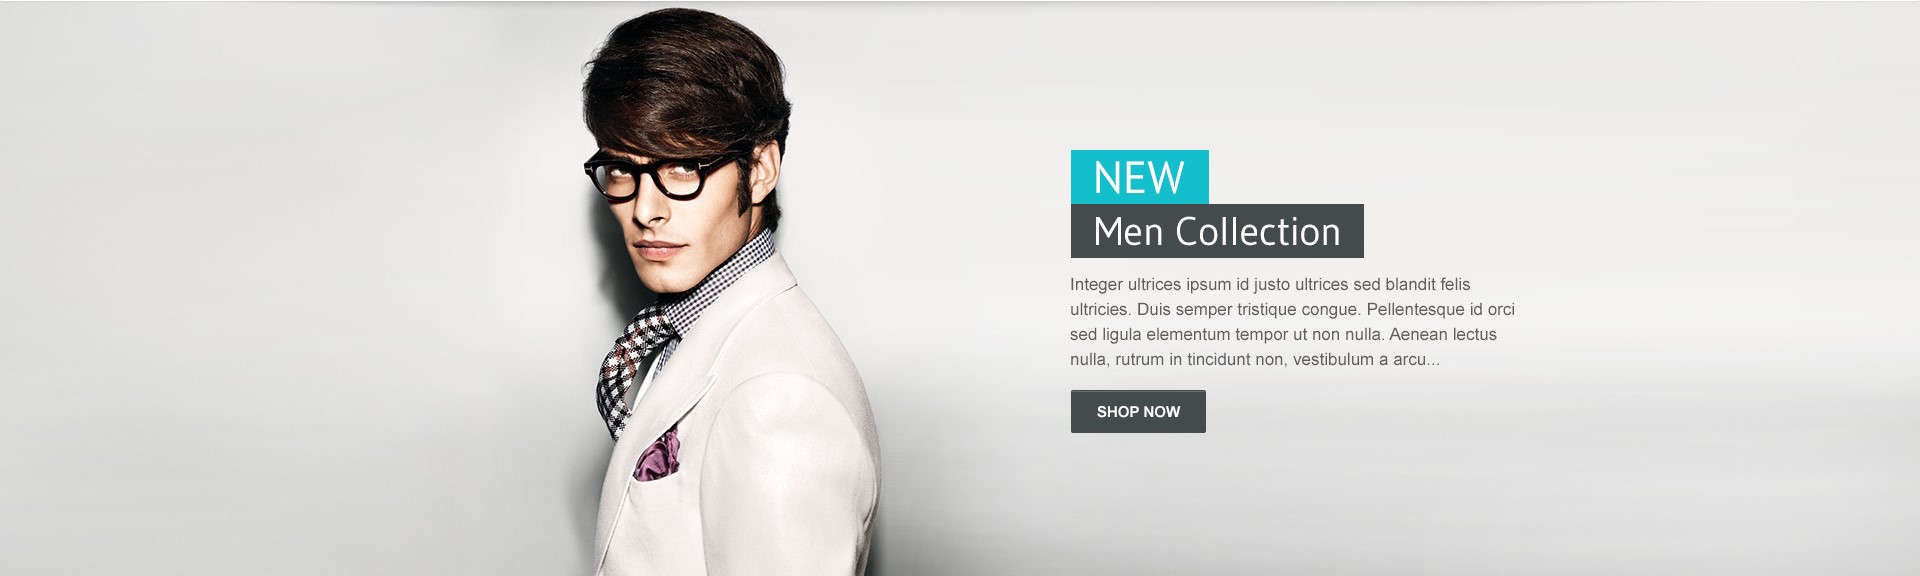 NEW
Men Collection
Integer ultrices ipsum id justo ultrices sed blandit felis
ultricies. Duis semper tristique congue. Pellentesque id orci
sed ligula elementum tempor ut non nulla. Aenean lectus
nulla, rutrum in tincidunt non, vestibulum a arcu...
SHOP NOW